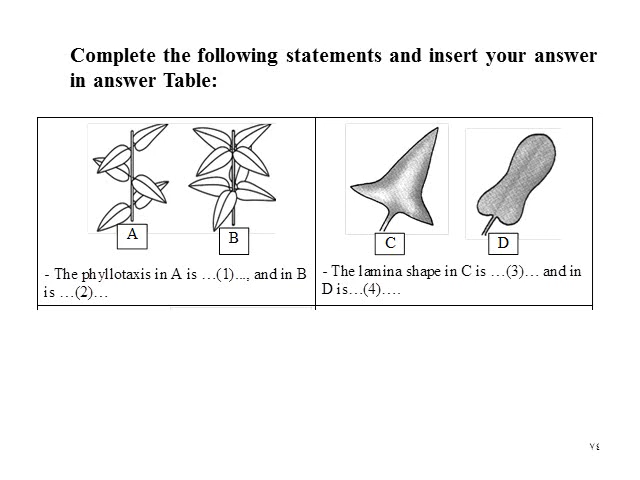 Complete the following statements and insert your answer
in answer Table:
A
B
C
D
- The phyllotaxis in A is …(1)..., and in B
is …(2)…
- The lamina shape in C is …(3)… and in
D is…(4)….
٧٤